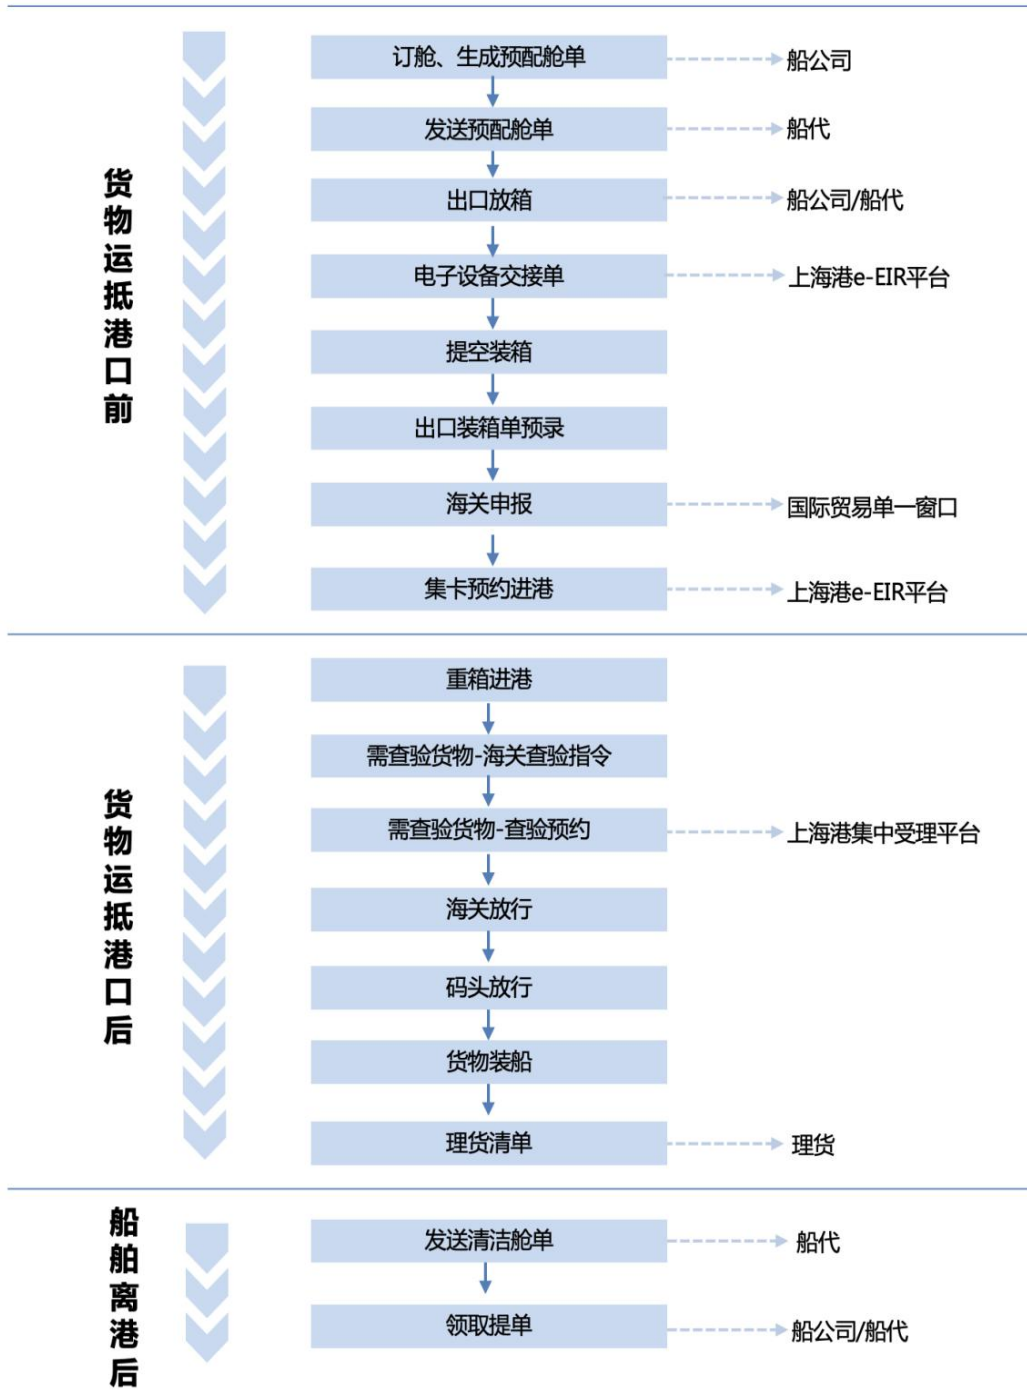 货物运抵港口前
订舱、生成预配舱单
船公司
发送预配舱单
船代
出口放箱
船公司/船代
电子设备交接单
上海港e-EIR平台
提空装箱
出口装箱单预录
海关申报
国际贸易单一窗口
集卡预约进港
上海港e-EIR平台
货物运抵港口后
重箱进港
需查验货物-海关查验指令
需查验货物-查验预约
上海港集中受理平台
海关放行
码头放行
货物装船
理货清单
理货
船舶离港后
发送清洁舱单
船代
领取提单
船公司/船代